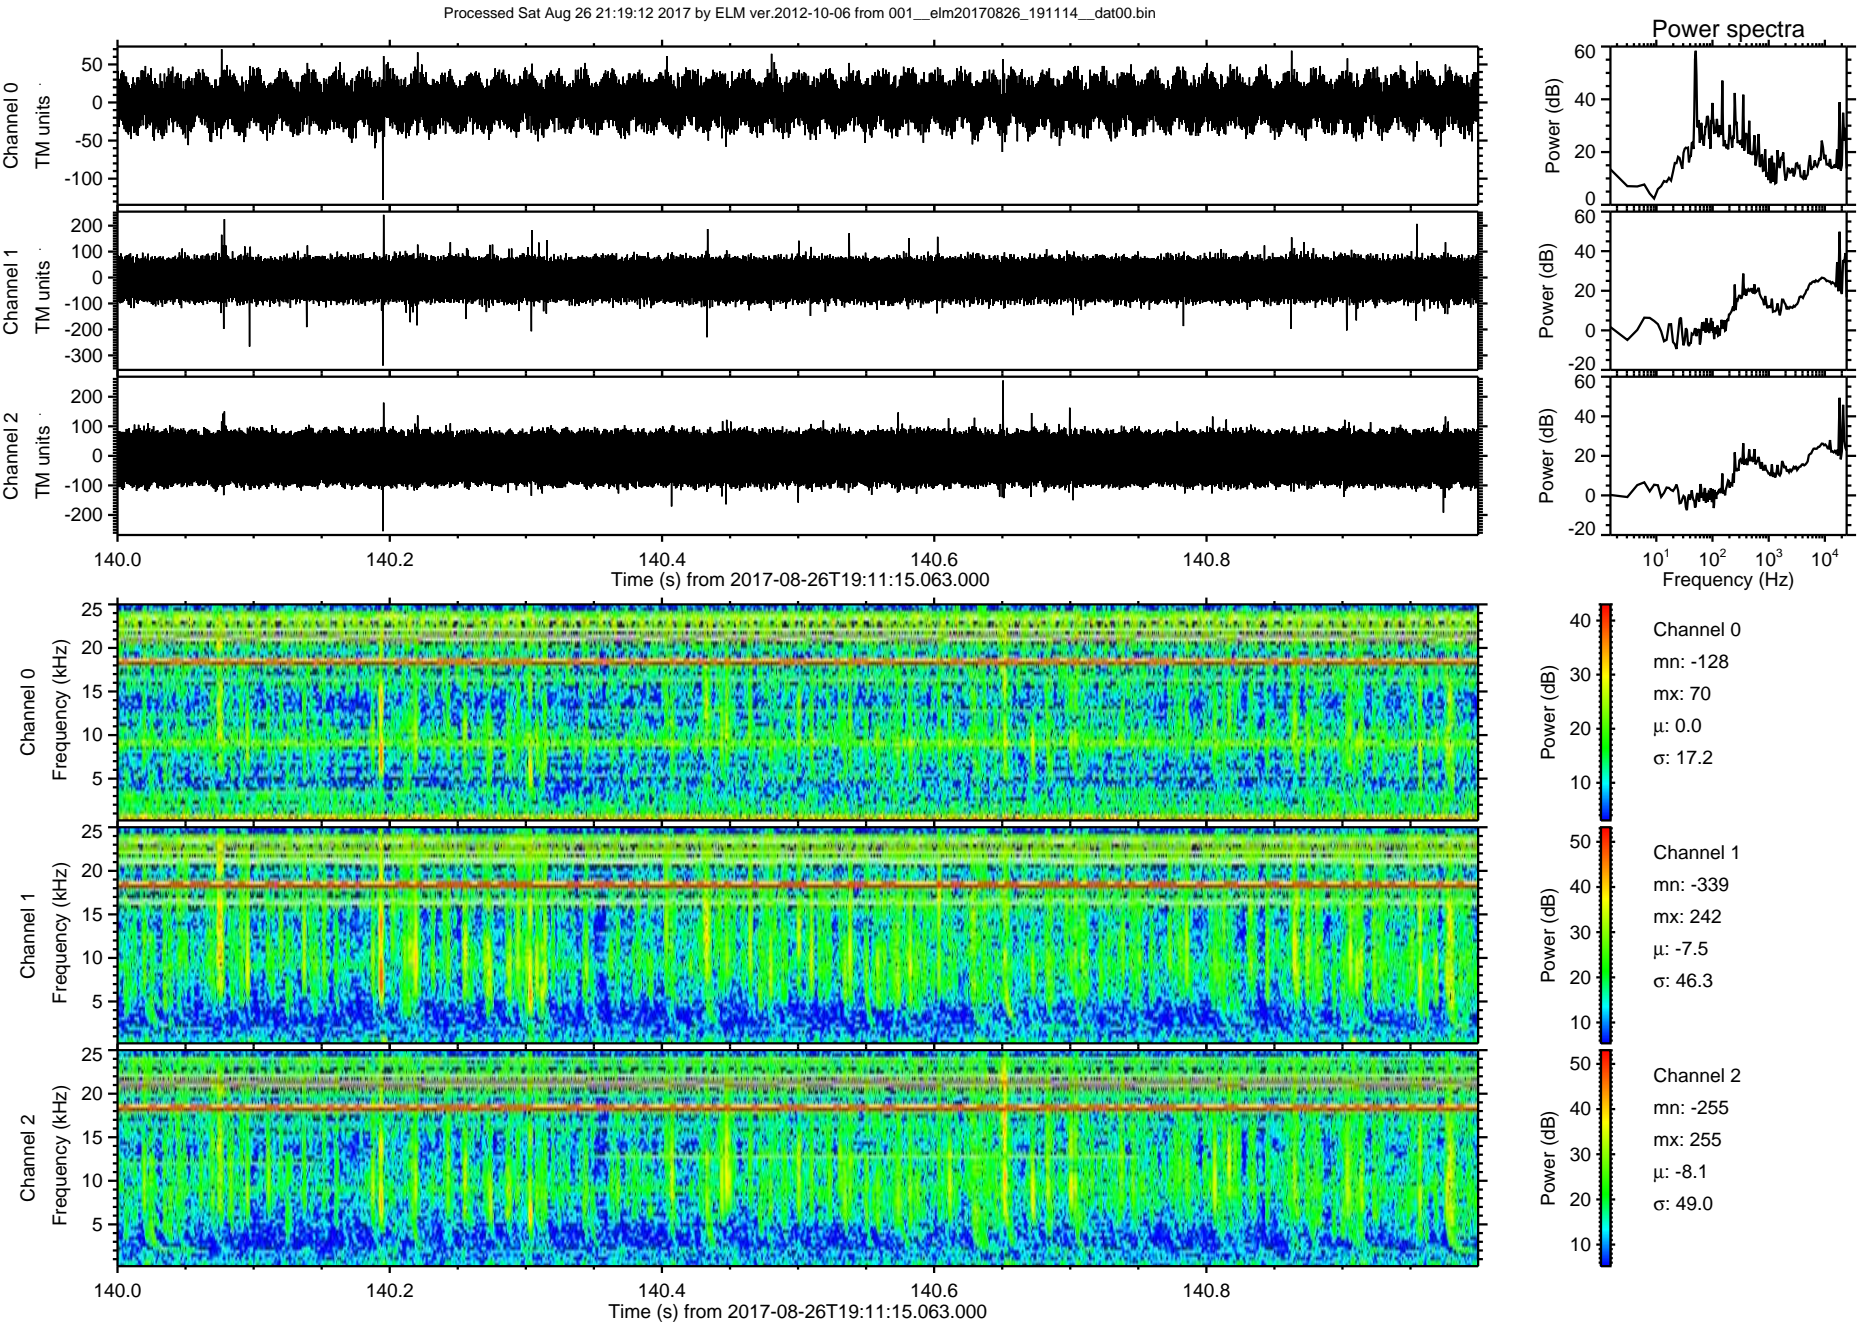 Processed Sat Aug 26 21:19:12 2017 by ELM ver.2012-10-06 from 001__elm20170826_191114__dat00.bin
Power spectra
Channel 0
TM units
50
0
-50
-100
Power (dB)
60
40
20
0
Channel 1
TM units
200
100
0
-100
-200
-300
Power (dB)
60
40
20
0
-20
Channel 2
TM units
200
100
0
-100
-200
Power (dB)
60
40
20
0
-20
140.0 140.2 140.4 140.6 140.8
Time (s) from 2017-08-26T19:11:15.063.000
10^1 10^2 10^3 10^4
Frequency (Hz)
Channel 0
Frequency (kHz)
25
20
15
10
5
Power (dB)
40
30
20
10
Channel 0
mn: -128
mx: 70
μ: 0.0
σ: 17.2
Channel 1
Frequency (kHz)
25
20
15
10
5
Power (dB)
50
40
30
20
10
Channel 1
mn: -339
mx: 242
μ: -7.5
σ: 46.3
Channel 2
Frequency (kHz)
25
20
15
10
5
Power (dB)
50
40
30
20
10
Channel 2
mn: -255
mx: 255
μ: -8.1
σ: 49.0
140.0 140.2 140.4 140.6 140.8
Time (s) from 2017-08-26T19:11:15.063.000